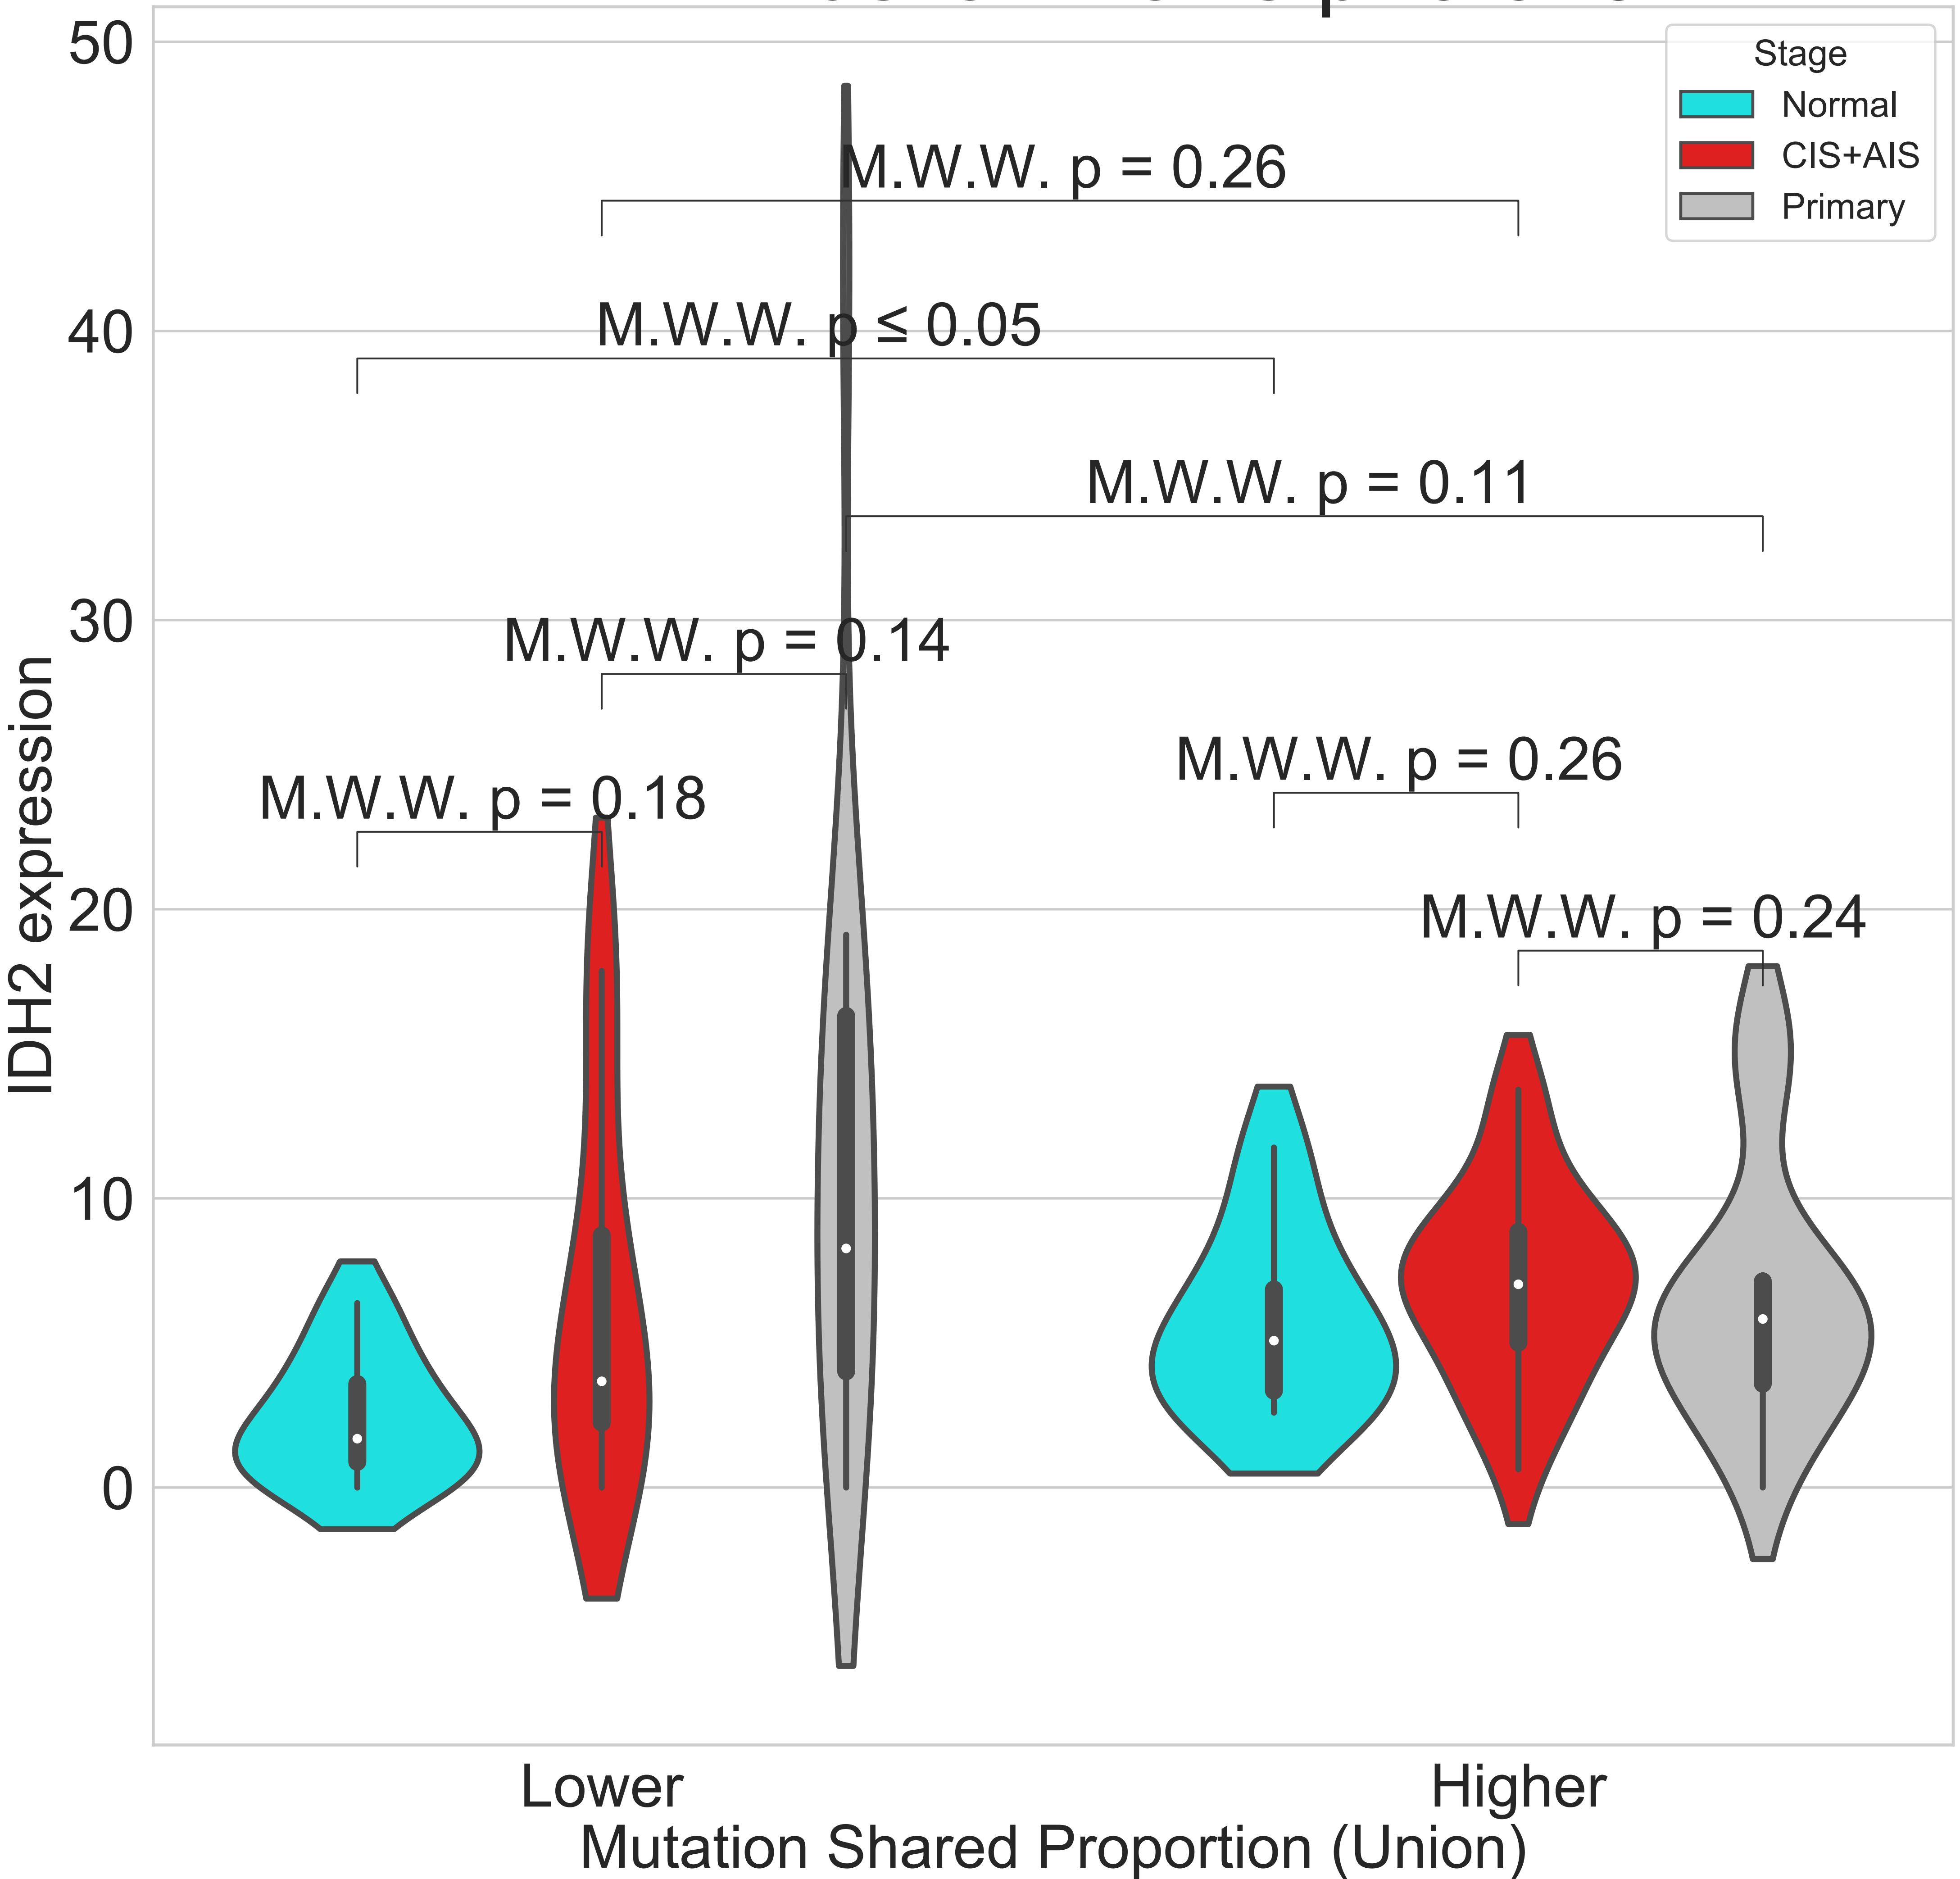 50
40
30
20
10
0
IDH2 expression
Stage
Normal
CIS+AIS
Primary
M.W.W. p = 0.26
M.W.W. p ≤ 0.05
M.W.W. p = 0.11
M.W.W. p = 0.14
M.W.W. p = 0.26
M.W.W. p = 0.18
M.W.W. p = 0.24
Lower
Higher
Mutation Shared Proportion (Union)